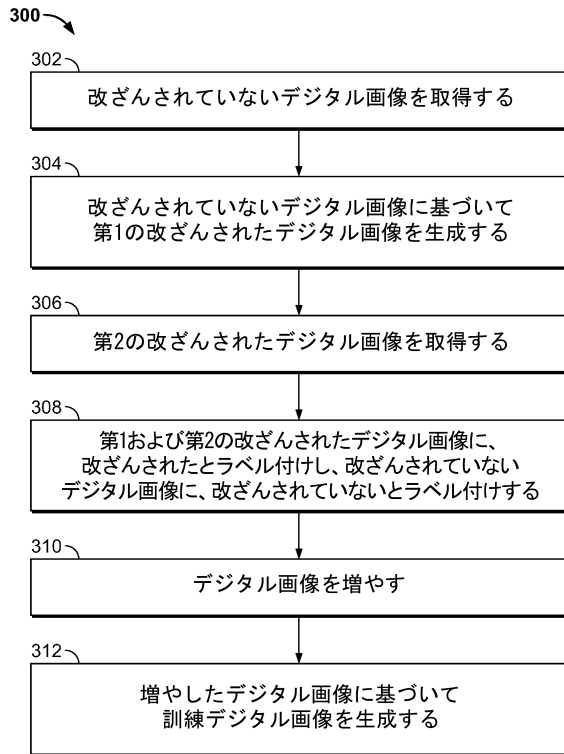 300
302
改ざんされていないデジタル画像を取得する
304
改ざんされていないデジタル画像に基づいて
第1の改ざんされたデジタル画像を生成する
306
第2の改ざんされたデジタル画像を取得する
308
第1および第2の改ざんされたデジタル画像に、
改ざんされたとラベル付けし、改ざんされていない
デジタル画像に、改ざんされていないとラベル付けする
310
デジタル画像を増やす
312
増やしたデジタル画像に基づいて
訓練デジタル画像を生成する